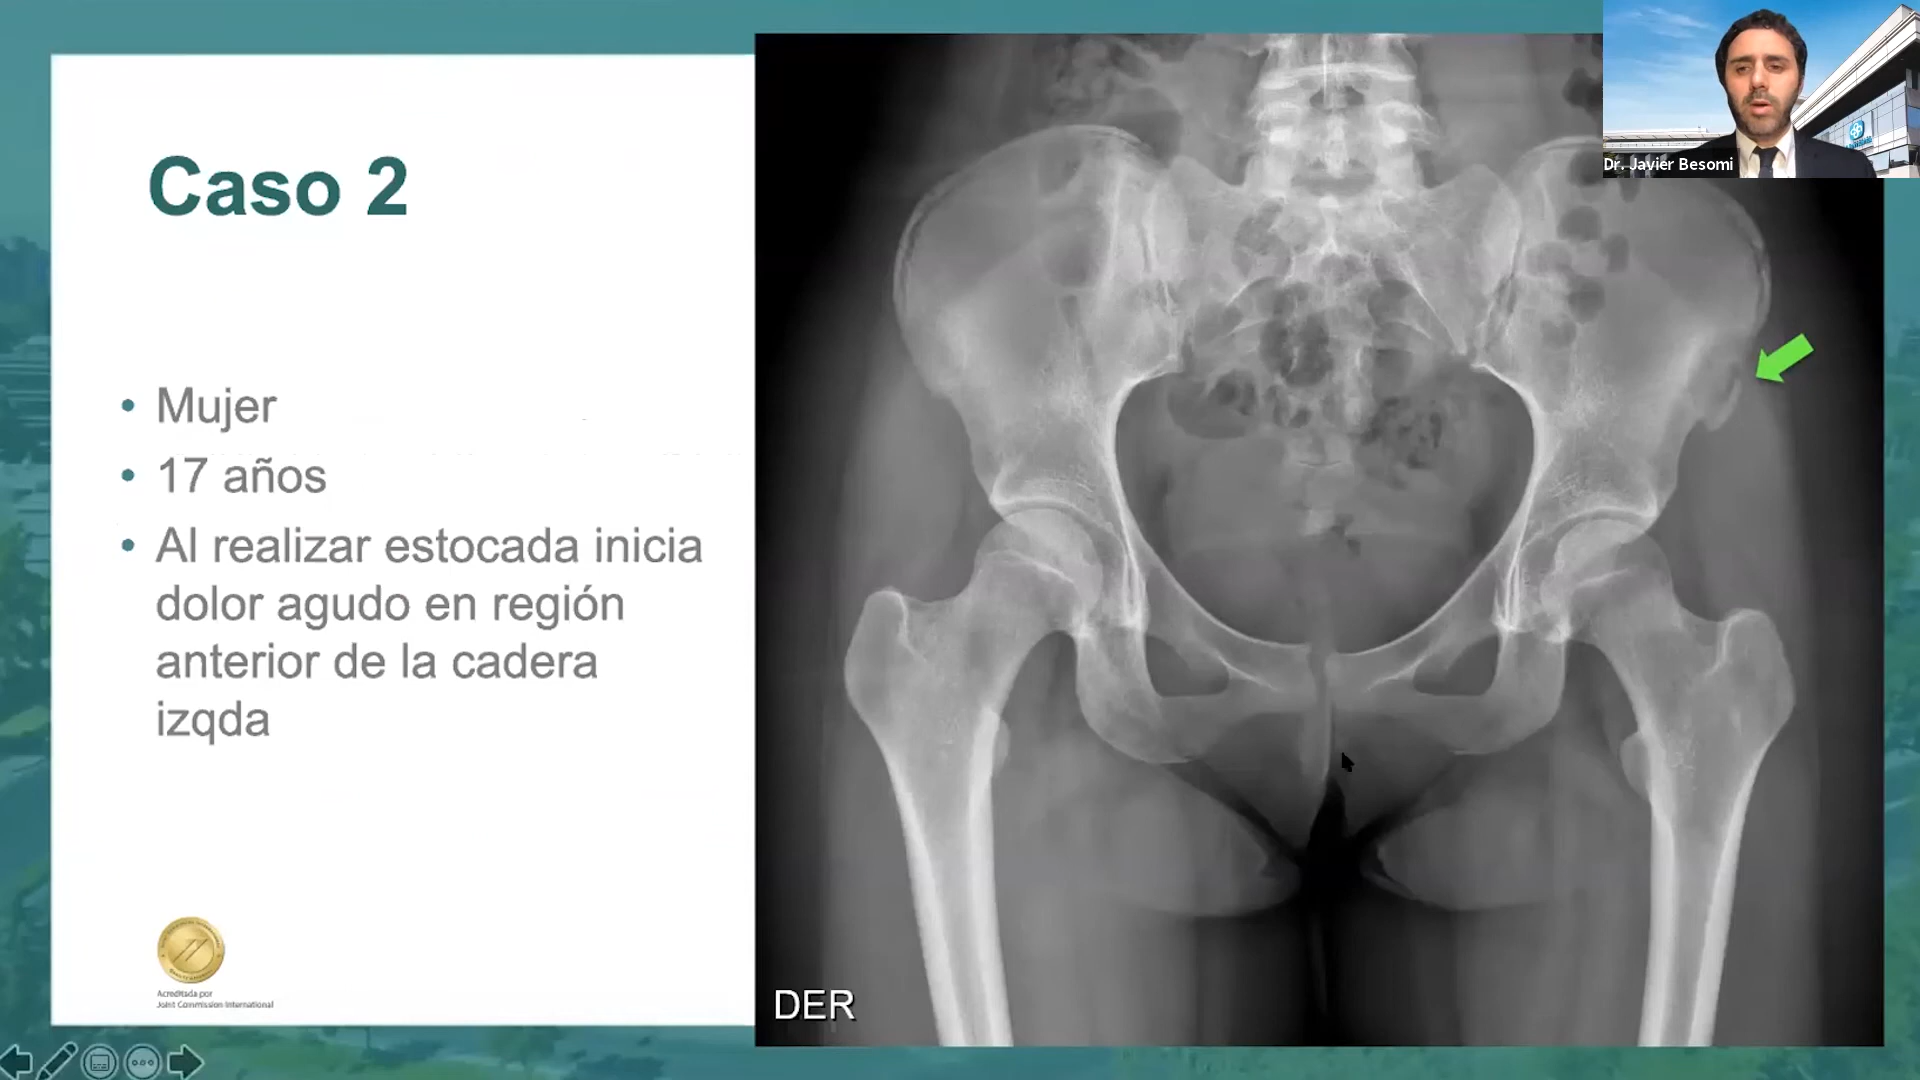 Caso 2
Mujer
17 años
Al realizar estocada inicia
dolor agudo en región
anterior de la cadera
izqda
Acreditada por
Joint Commission International
DER
Dr. Javier Besomi